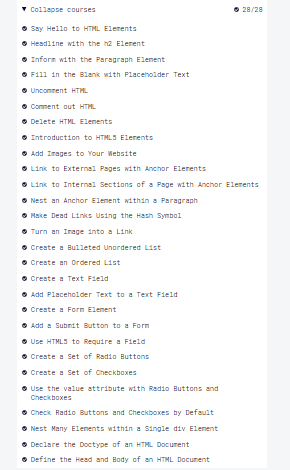 Collapse courses 28/28
Say Hello to HTML Elements
Headline with the h2 Element
Inform with the Paragraph Element
Fill in the Blank with Placeholder Text
Uncomment HTML
Comment out HTML
Delete HTML Elements
Introduction to HTML5 Elements
Add Images to Your Website
Link to External Pages with Anchor Elements
Link to Internal Sections of a Page with Anchor Elements
Nest an Anchor Element within a Paragraph
Make Dead Links Using the Hash Symbol
Turn an Image into a Link
Create a Bulleted Unordered List
Create an Ordered List
Create a Text Field
Add Placeholder Text to a Text Field
Create a Form Element
Add a Submit Button to a Form
Use HTML5 to Require a Field
Create a Set of Radio Buttons
Create a Set of Checkboxes
Use the value attribute with Radio Buttons and
Checkboxes
Check Radio Buttons and Checkboxes by Default
Nest Many Elements within a Single div Element
Declare the Doctype of an HTML Document
Define the Head and Body of an HTML Document